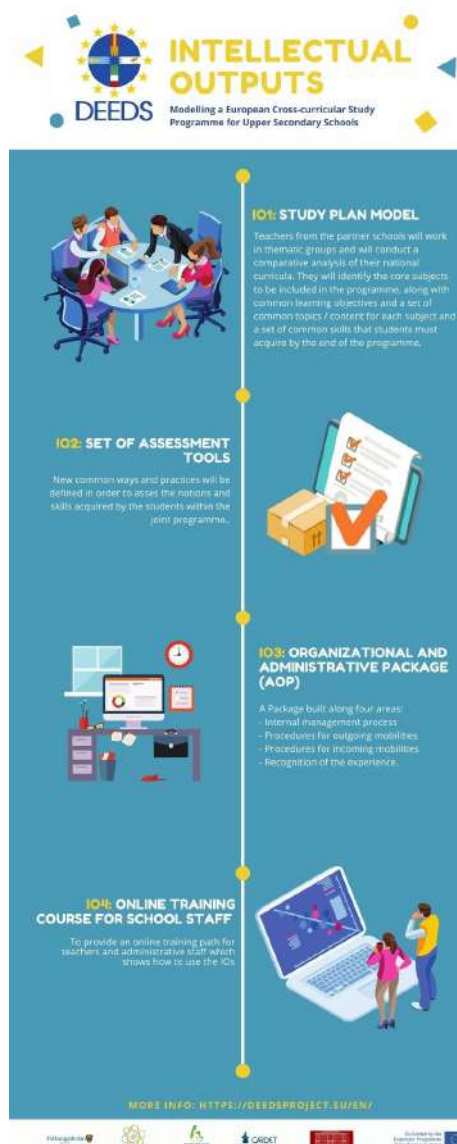 INTELLECTUAL
OUTPUTS
DEEDS
Modelling a European Cross-curricular Study
Programme for Upper Secondary Schools
IO1: STUDY PLAN MODEL
Teachers from the partner schools will work
in thematic groups and will conduct a
comparative analysis of their national
curricula. They will identify the core subjects
to be included in the programme, along with
common learning objectives and a set of
common topics / content for each subject and
a set of common skills that students must
acquire by the end of the programme.
IO2: SET OF ASSESSMENT
TOOLS
New common ways and practices will be
defined in order to asses the notions and
skills acquired by the students within the
joint programme..
IO3: ORGANIZATIONAL AND
ADMINISTRATIVE PACKAGE
(AOP)
A Package built along four areas:
- Internal management process
- Procedures for outgoing mobilities
- Procedures for incoming mobilities
- Recognition of the experience.
IO4: ONLINE TRAINING
COURSE FOR SCHOOL STAFF
To provide an online training path for
teachers and administrative staff which
shows how to use the IOs
MORE INFO: HTTPS://DEEDSPROJECT.EU/EN/
CARDET
Co-funded by the
Erasmus+ Programme